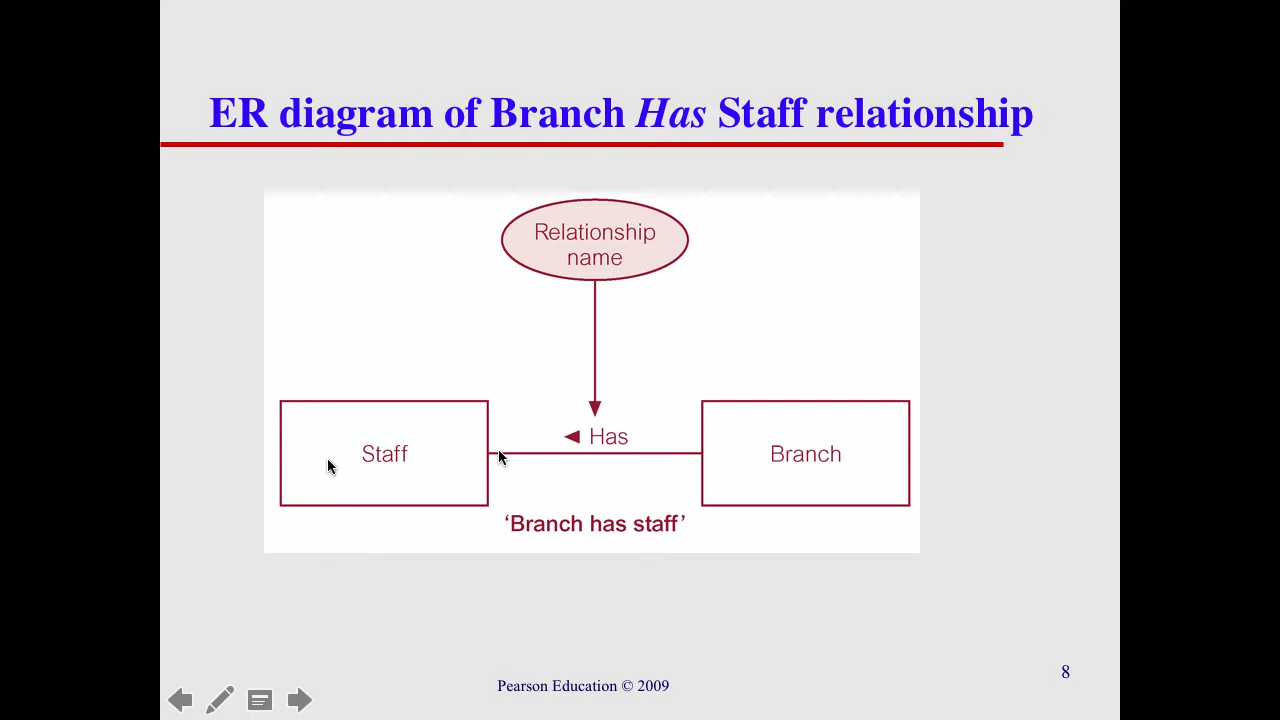 ER diagram of Branch Has Staff relationship
Relationship
name
◄ Has
Staff
Branch
‘Branch has staff’
Pearson Education © 2009
8